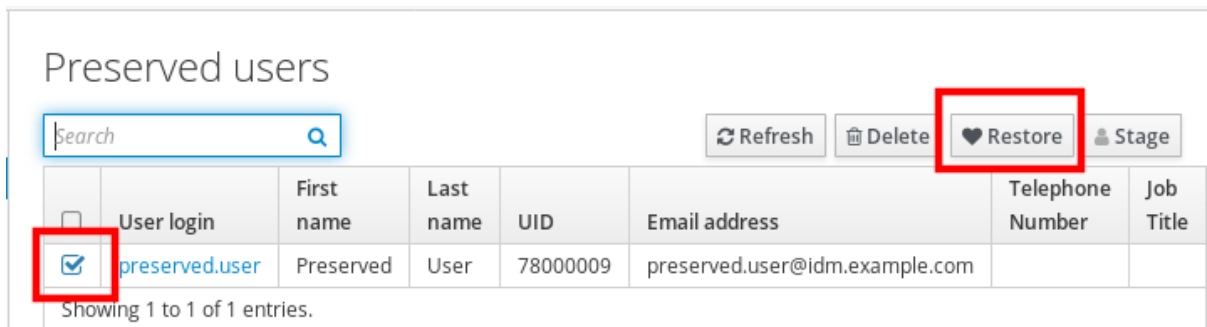 Preserved users
Search Refresh Delete Restore Stage
User login First name Last name UID Email address Telephone Number Job Title
preserved.user Preserved User 78000009 preserved.user@idm.example.com
Showing 1 to 1 of 1 entries.